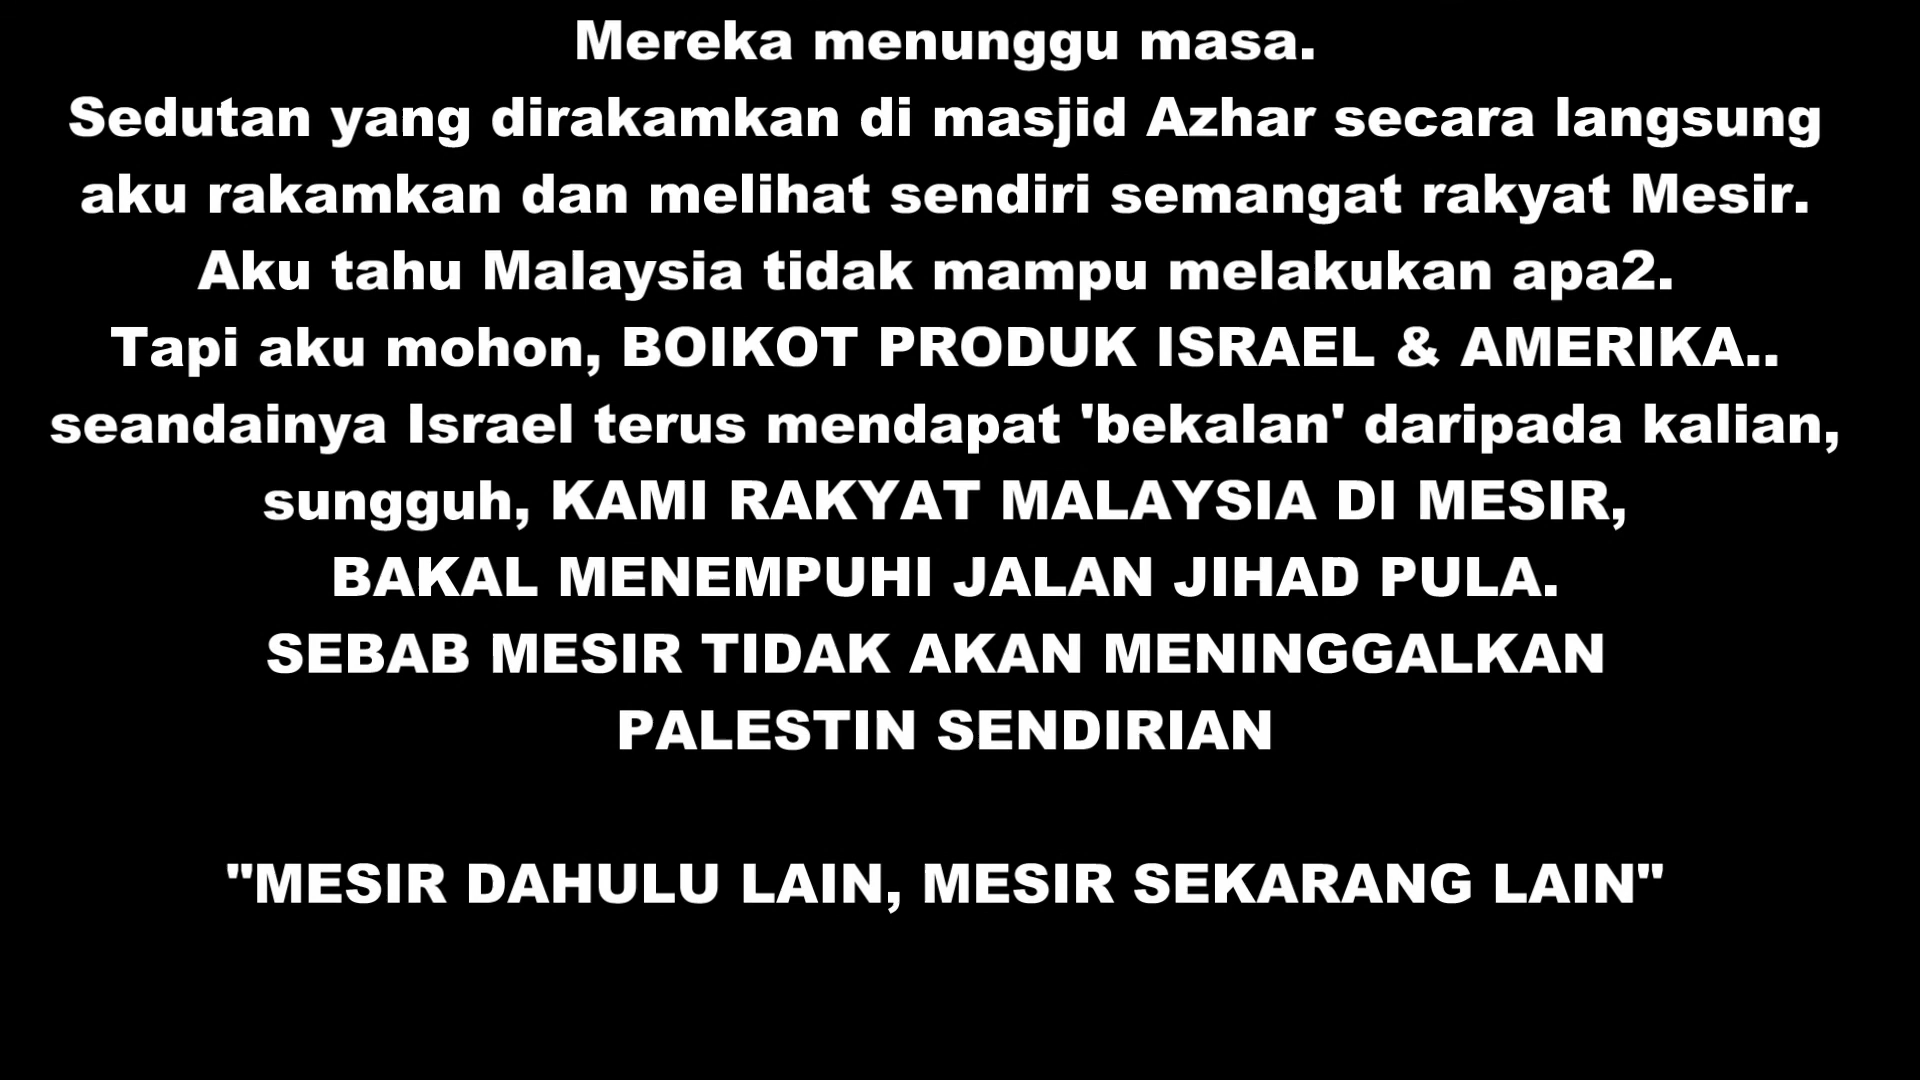 Mereka menunggu masa.
Sedutan yang dirakamkan di masjid Azhar secara langsung
aku rakamkan dan melihat sendiri semangat rakyat Mesir.
Aku tahu Malaysia tidak mampu melakukan apa2.
Tapi aku mohon, BOIKOT PRODUK ISRAEL & AMERIKA..
seandainya Israel terus mendapat 'bekalan' daripada kalian,
sungguh, KAMI RAKYAT MALAYSIA DI MESIR,
BAKAL MENEMPUHI JALAN JIHAD PULA.
SEBAB MESIR TIDAK AKAN MENINGGALKAN
PALESTIN SENDIRIAN
"MESIR DAHULU LAIN, MESIR SEKARANG LAIN"